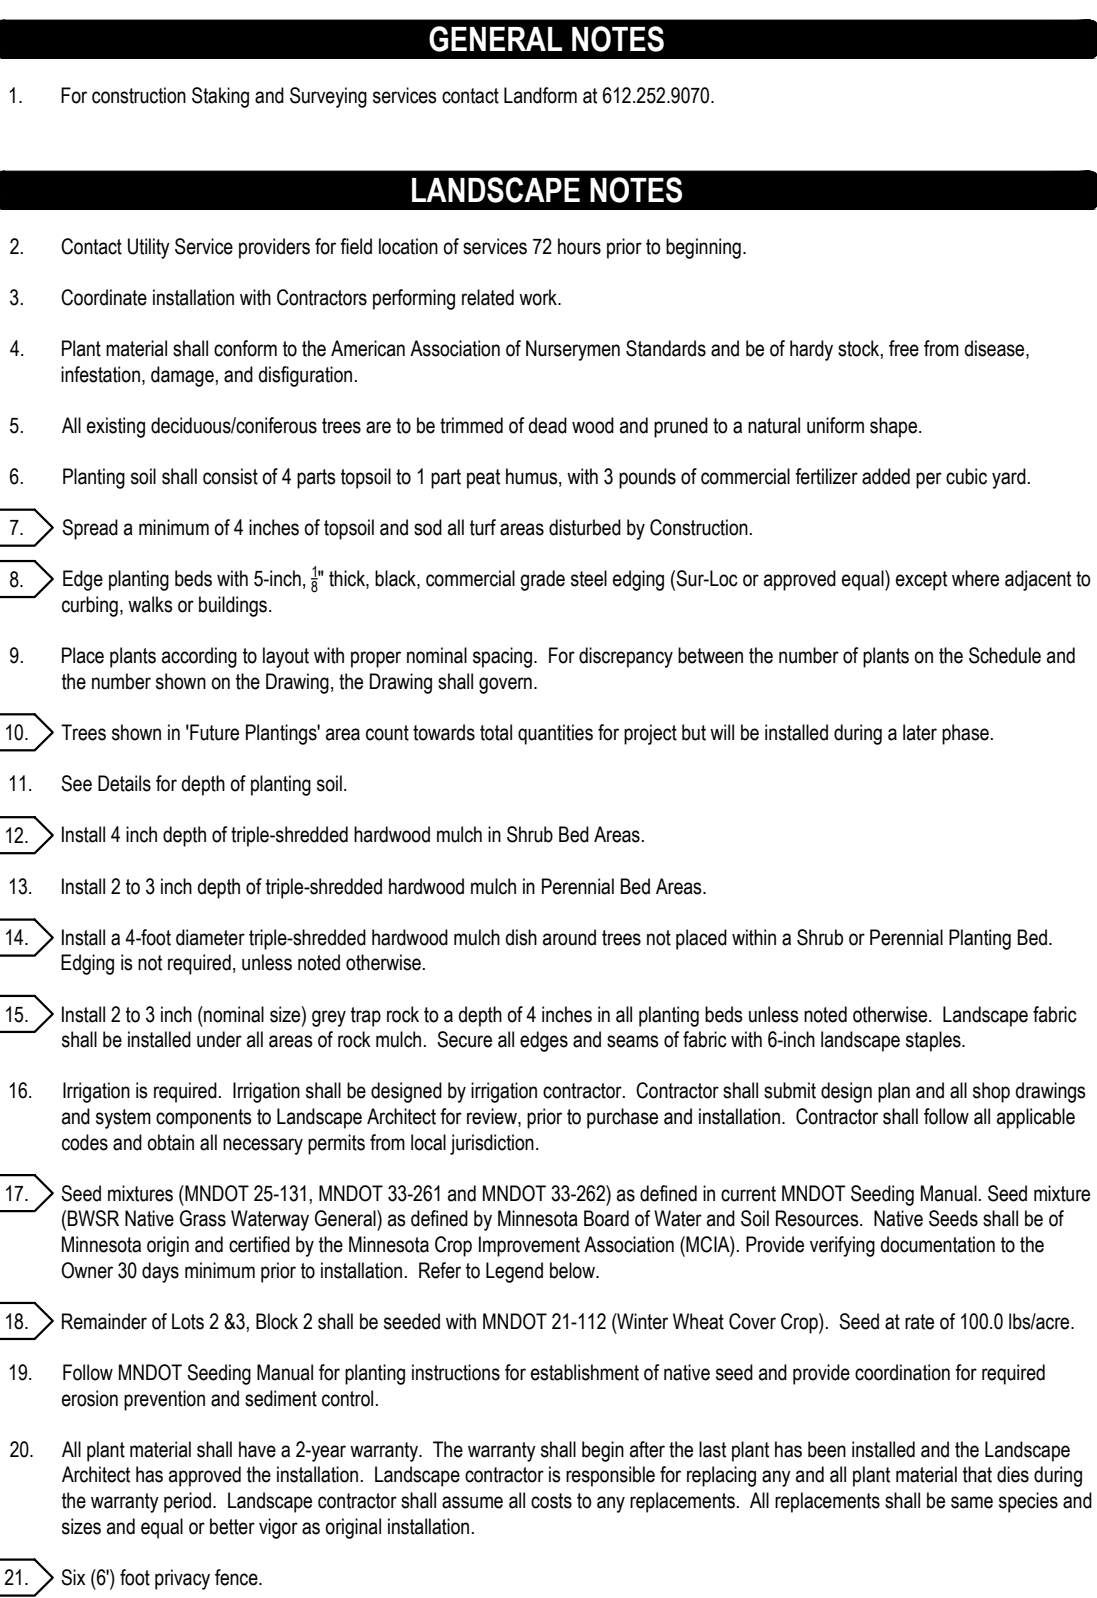 GENERAL NOTES
1. For construction Staking and Surveying services contact Landform at 612.252.9070.
LANDSCAPE NOTES
2. Contact Utility Service providers for field location of services 72 hours prior to beginning.
3. Coordinate installation with Contractors performing related work.
4. Plant material shall conform to the American Association of Nurserymen Standards and be of hardy stock, free from disease,
infestation, damage, and disfiguration.
5. All existing deciduous/coniferous trees are to be trimmed of dead wood and pruned to a natural uniform shape.
6. Planting soil shall consist of 4 parts topsoil to 1 part peat humus, with 3 pounds of commercial fertilizer added per cubic yard.
7. Spread a minimum of 4 inches of topsoil and sod all turf areas disturbed by Construction.
8. Edge planting beds with 5-inch, 1/8" thick, black, commercial grade steel edging (Sur-Loc or approved equal) except where adjacent to
curbing, walks or buildings.
9. Place plants according to layout with proper nominal spacing. For discrepancy between the number of plants on the Schedule and
the number shown on the Drawing, the Drawing shall govern.
10. Trees shown in 'Future Plantings' area count towards total quantities for project but will be installed during a later phase.
11. See Details for depth of planting soil.
12. Install 4 inch depth of triple-shredded hardwood mulch in Shrub Bed Areas.
13. Install 2 to 3 inch depth of triple-shredded hardwood mulch in Perennial Bed Areas.
14. Install a 4-foot diameter triple-shredded hardwood mulch dish around trees not placed within a Shrub or Perennial Planting Bed.
Edging is not required, unless noted otherwise.
15. Install 2 to 3 inch (nominal size) grey trap rock to a depth of 4 inches in all planting beds unless noted otherwise. Landscape fabric
shall be installed under all areas of rock mulch. Secure all edges and seams of fabric with 6-inch landscape staples.
16. Irrigation is required. Irrigation shall be designed by irrigation contractor. Contractor shall submit design plan and all shop drawings
and system components to Landscape Architect for review, prior to purchase and installation. Contractor shall follow all applicable
codes and obtain all necessary permits from local jurisdiction.
17. Seed mixtures (MNDOT 25-131, MNDOT 33-261 and MNDOT 33-262) as defined in current MNDOT Seeding Manual. Seed mixture
(BWSR Native Grass Waterway General) as defined by Minnesota Board of Water and Soil Resources. Native Seeds shall be of
Minnesota origin and certified by the Minnesota Crop Improvement Association (MCIA). Provide verifying documentation to the
Owner 30 days minimum prior to installation. Refer to Legend below.
18. Remainder of Lots 2 &3, Block 2 shall be seeded with MNDOT 21-112 (Winter Wheat Cover Crop). Seed at rate of 100.0 lbs/acre.
19. Follow MNDOT Seeding Manual for planting instructions for establishment of native seed and provide coordination for required
erosion prevention and sediment control.
20. All plant material shall have a 2-year warranty. The warranty shall begin after the last plant has been installed and the Landscape
Architect has approved the installation. Landscape contractor is responsible for replacing any and all plant material that dies during
the warranty period. Landscape contractor shall assume all costs to any replacements. All replacements shall be same species and
sizes and equal or better vigor as original installation.
21. Six (6') foot privacy fence.